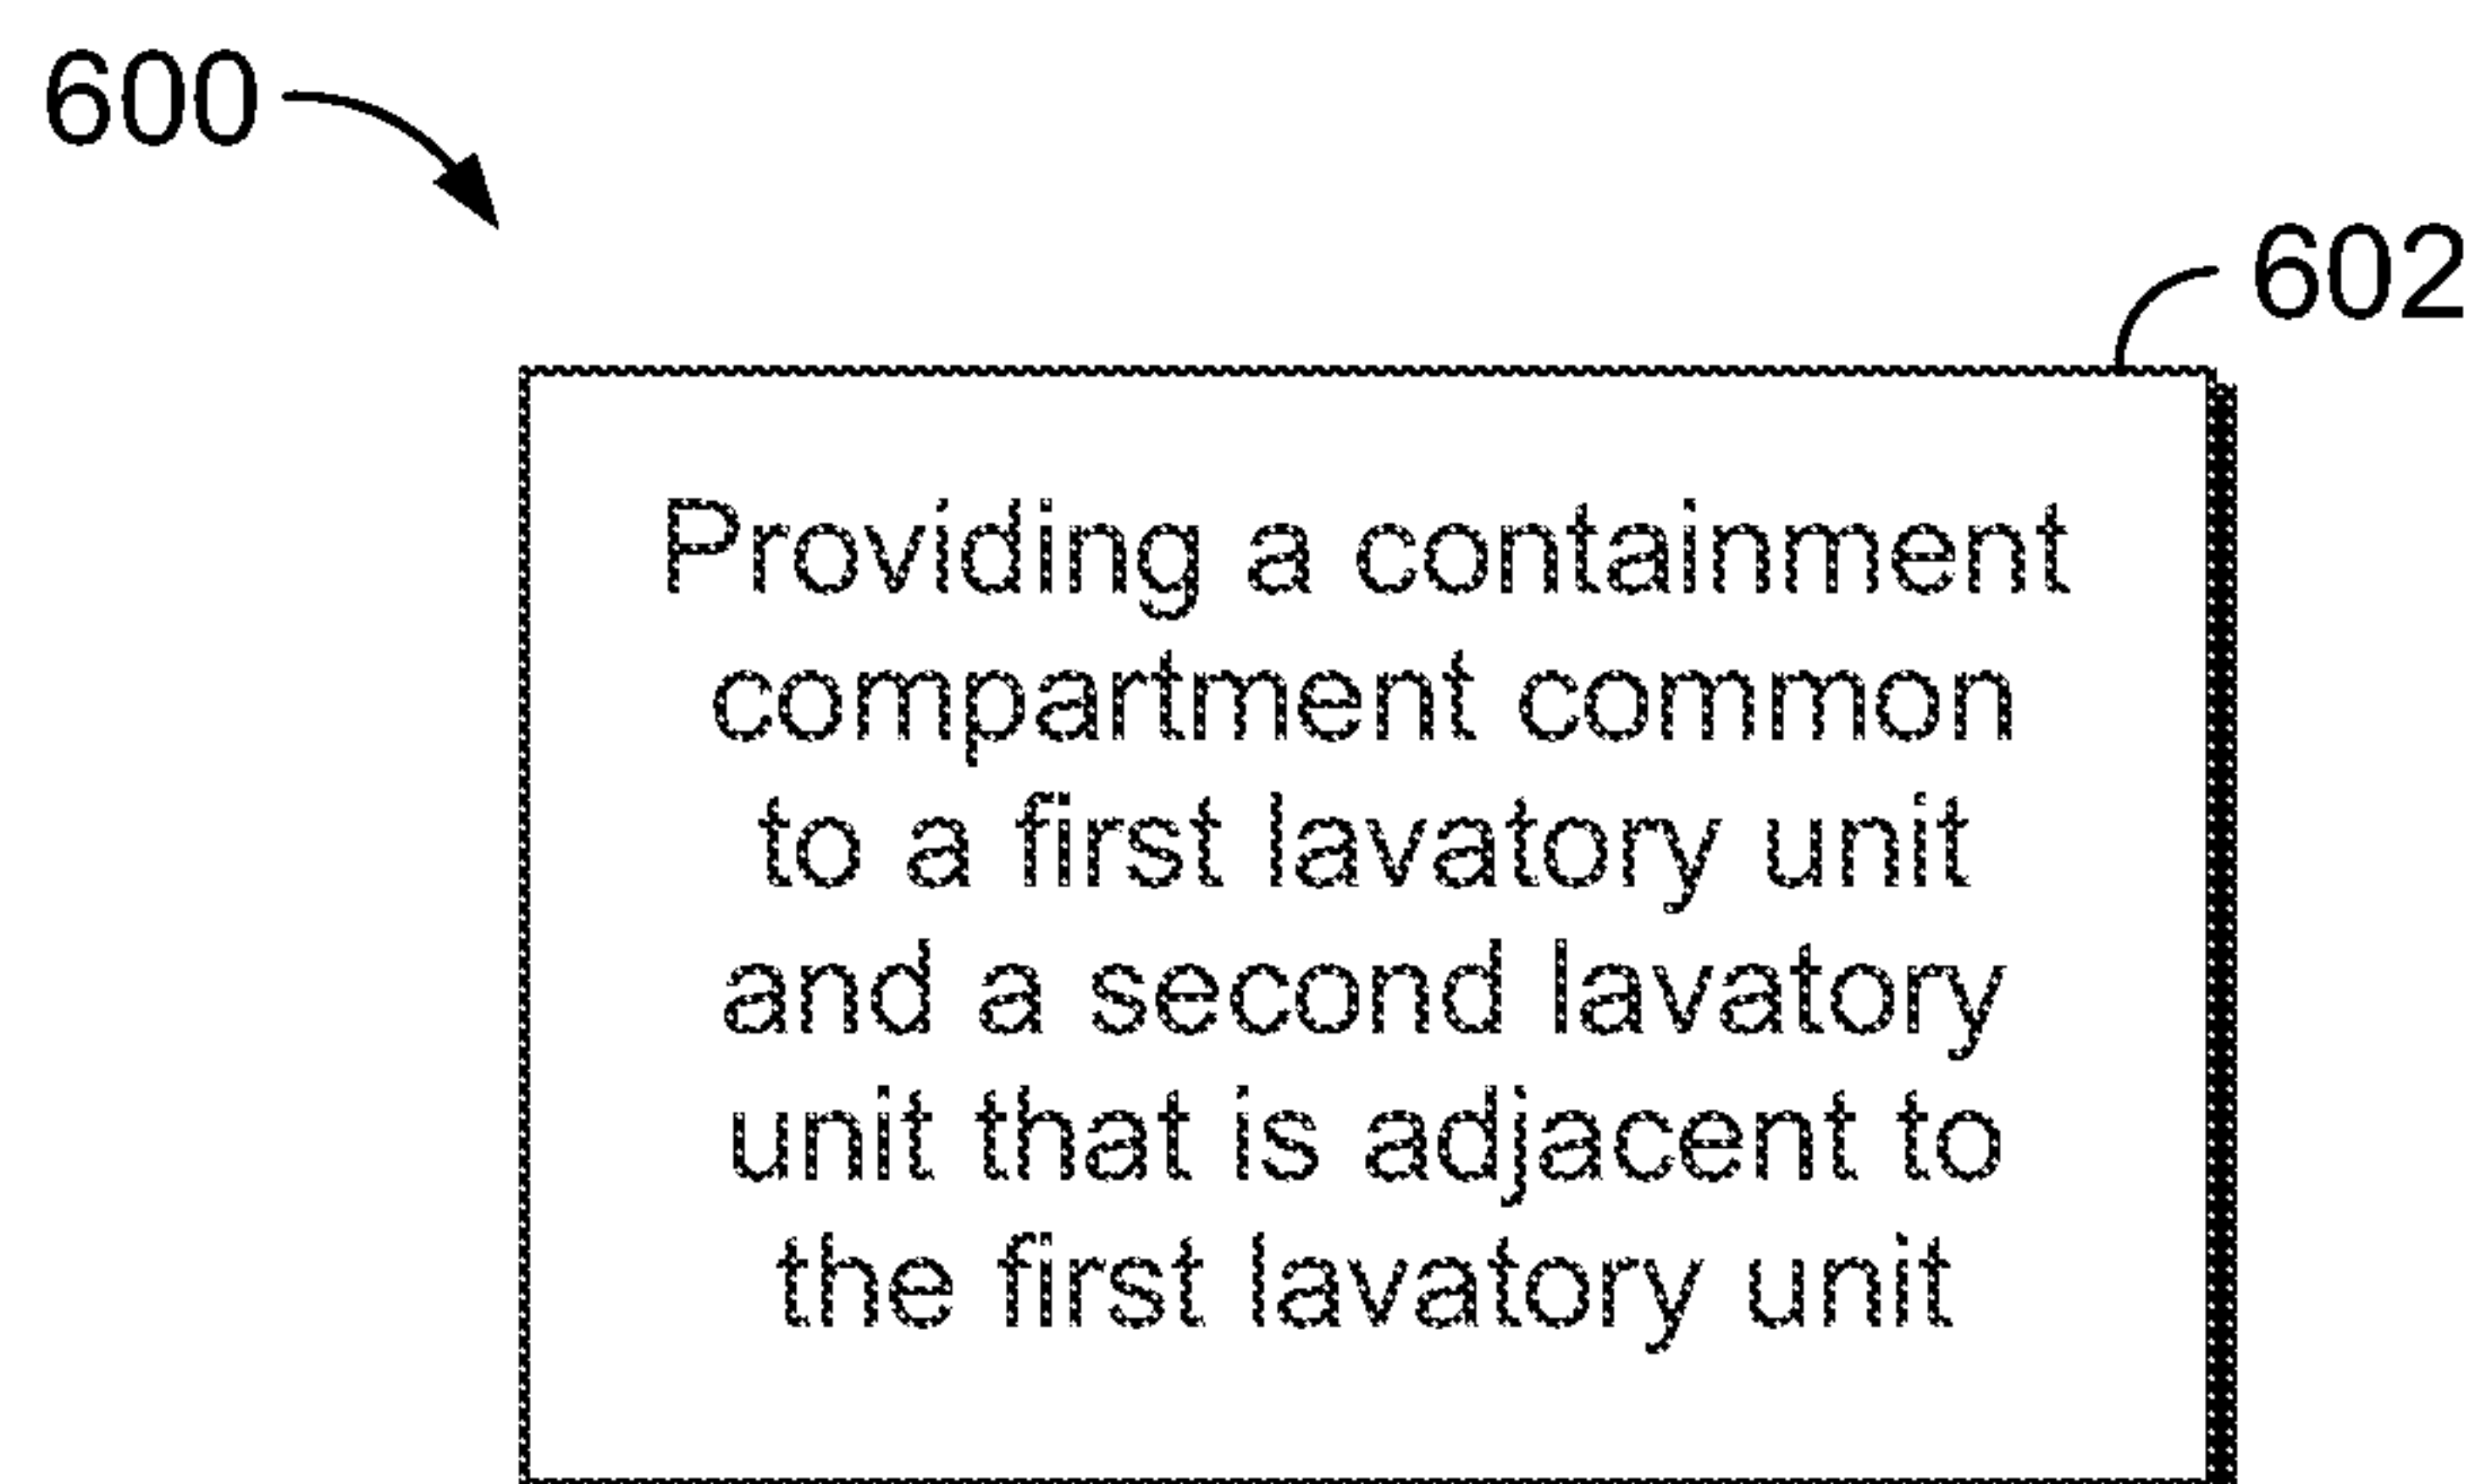 600
602
Providing a containment
compartment common
to a first lavatory unit
and a second lavatory
unit that is adjacent to
the first lavatory unit